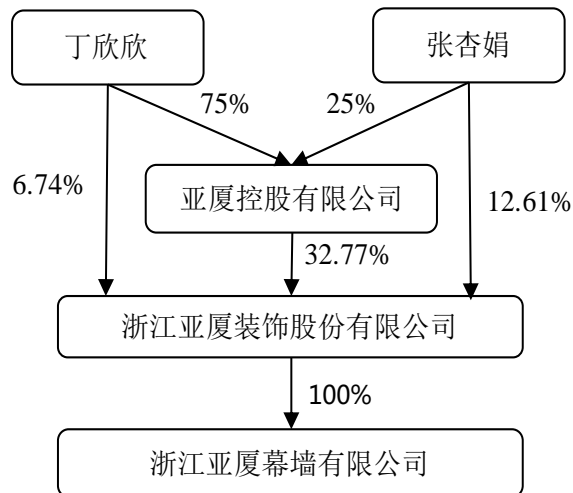 丁欣欣
张杏娟
75%
25%
6.74%
亚厦控股有限公司
12.61%
32.77%
浙江亚厦装饰股份有限公司
100%
浙江亚厦幕墙有限公司